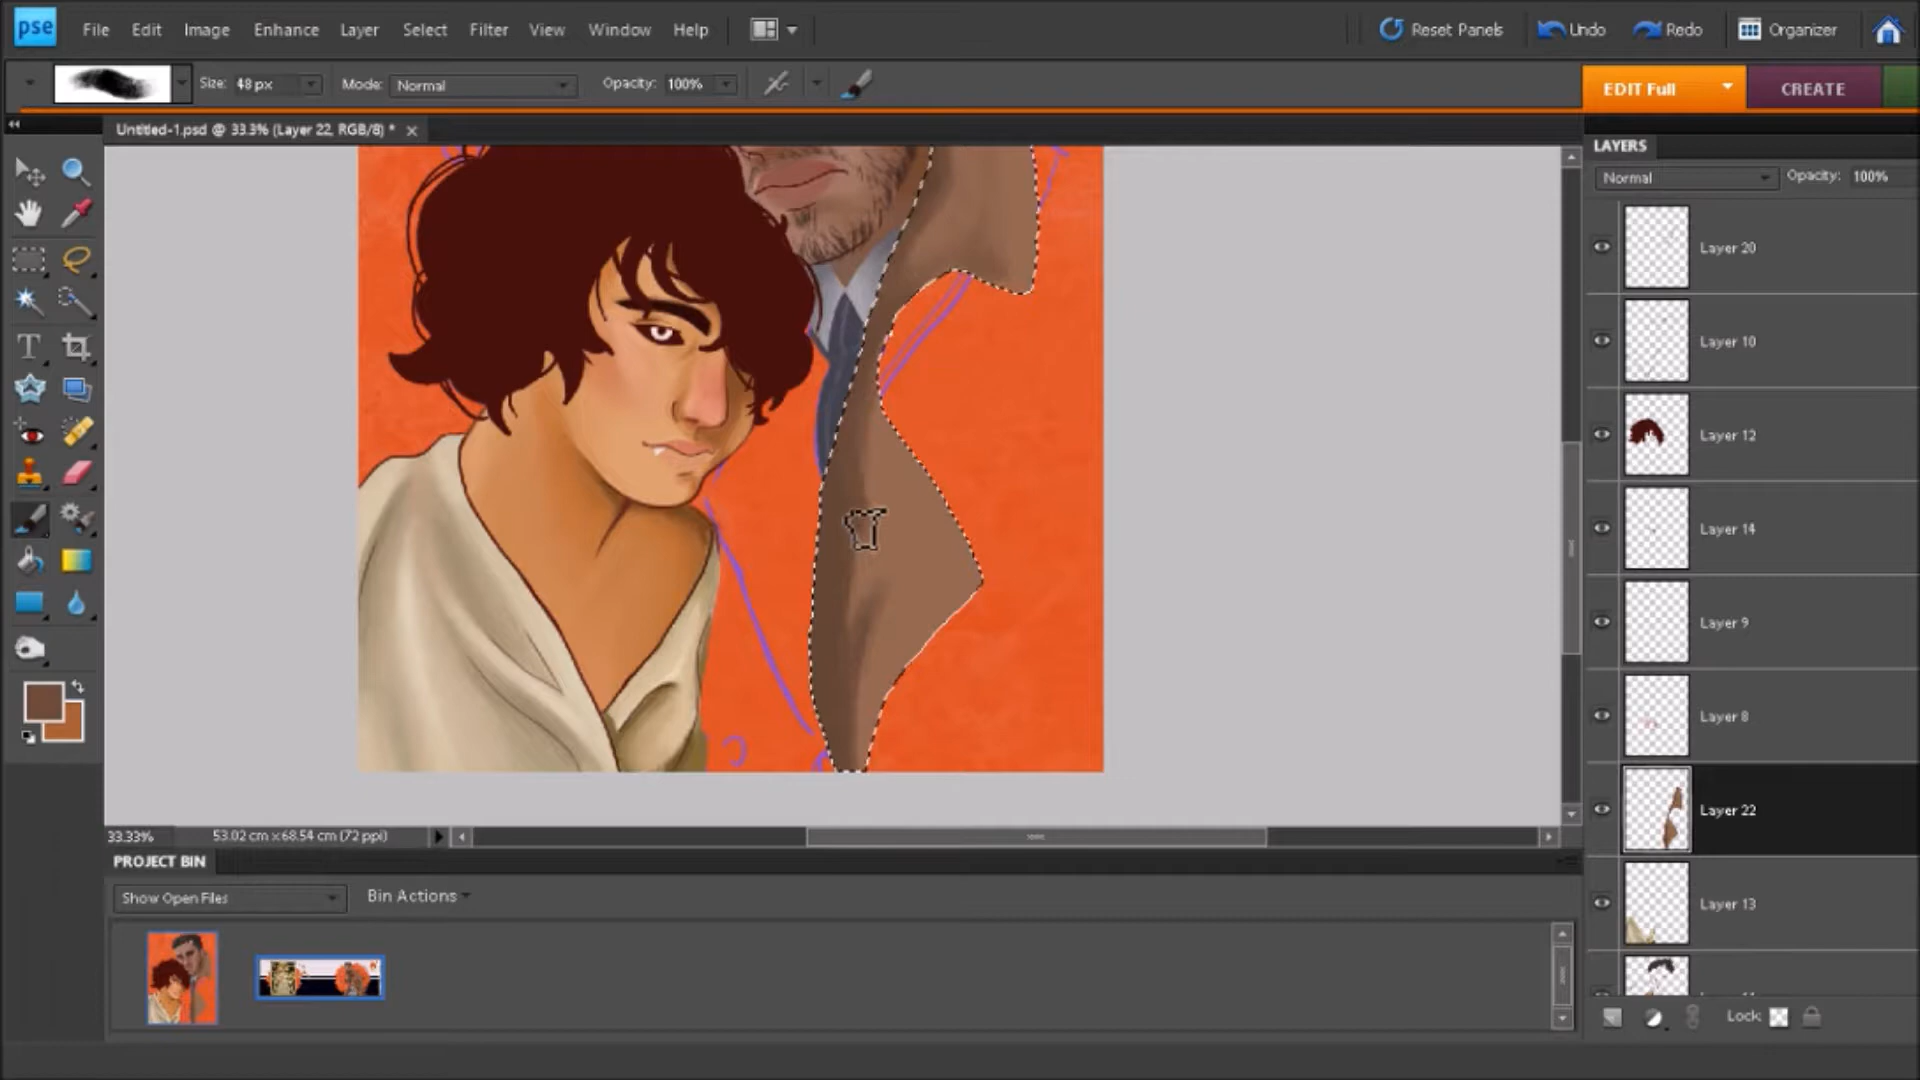 pse File Edit Image Enhance Layer Select Filter View Window Help Reset Panels Undo Redo Organizer
Size: 48 px Mode: Normal Opacity: 100% EDIT Full CREATE
Untitled-1.psd @ 33.3% (Layer 22, RGB/8) *
LAYERS
Normal Opacity: 100%
Layer 20
Layer 10
Layer 12
Layer 14
Layer 9
Layer 8
Layer 22
Layer 13
33.33% 53.02 cm x 68.54 cm (72 ppi)
PROJECT BIN
Show Open Files Bin Actions
Lock: